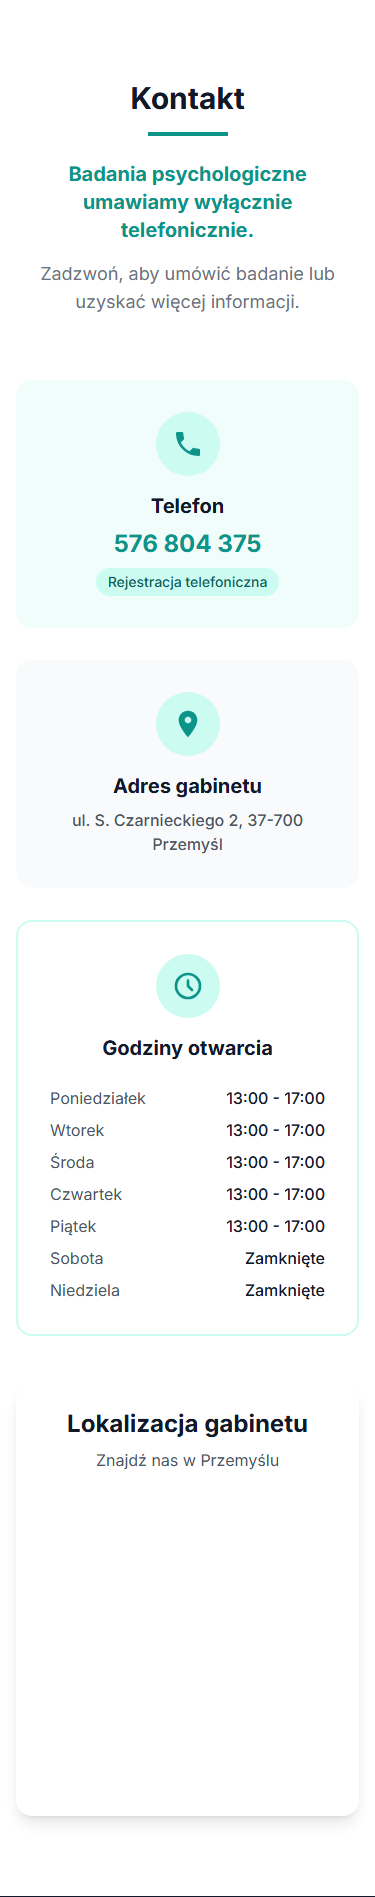 Kontakt
Badania psychologiczne
umawiamy wyłącznie
telefonicznie.
Zadzwoń, aby umówić badanie lub
uzyskać więcej informacji.
Telefon
576 804 375
Rejestracja telefoniczna
Adres gabinetu
ul. S. Czarnieckiego 2, 37-700
Przemyśl
Godziny otwarcia
Poniedziałek 13:00 - 17:00
Wtorek 13:00 - 17:00
Środa 13:00 - 17:00
Czwartek 13:00 - 17:00
Piątek 13:00 - 17:00
Sobota Zamknięte
Niedziela Zamknięte
Lokalizacja gabinetu
Znajdź nas w Przemyślu